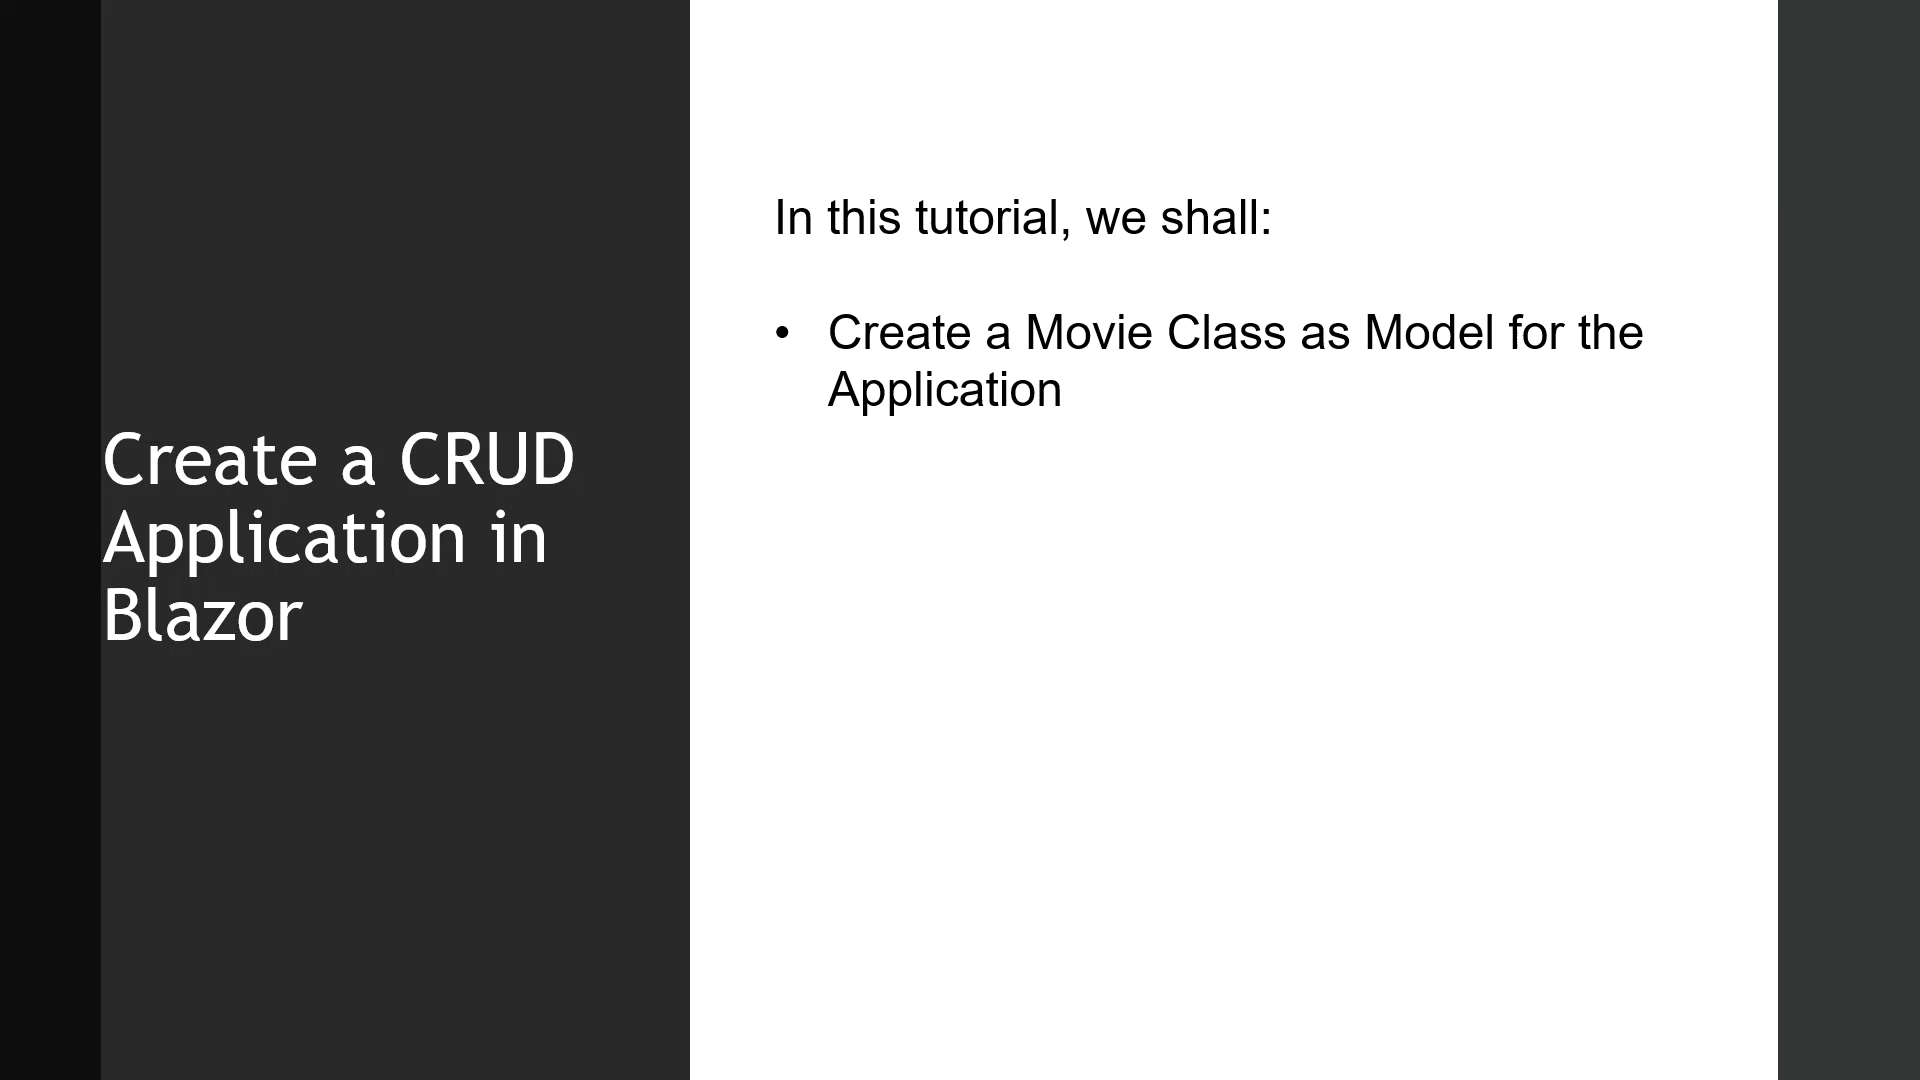 Create a CRUD
Application in
Blazor
In this tutorial, we shall:
• Create a Movie Class as Model for the
Application